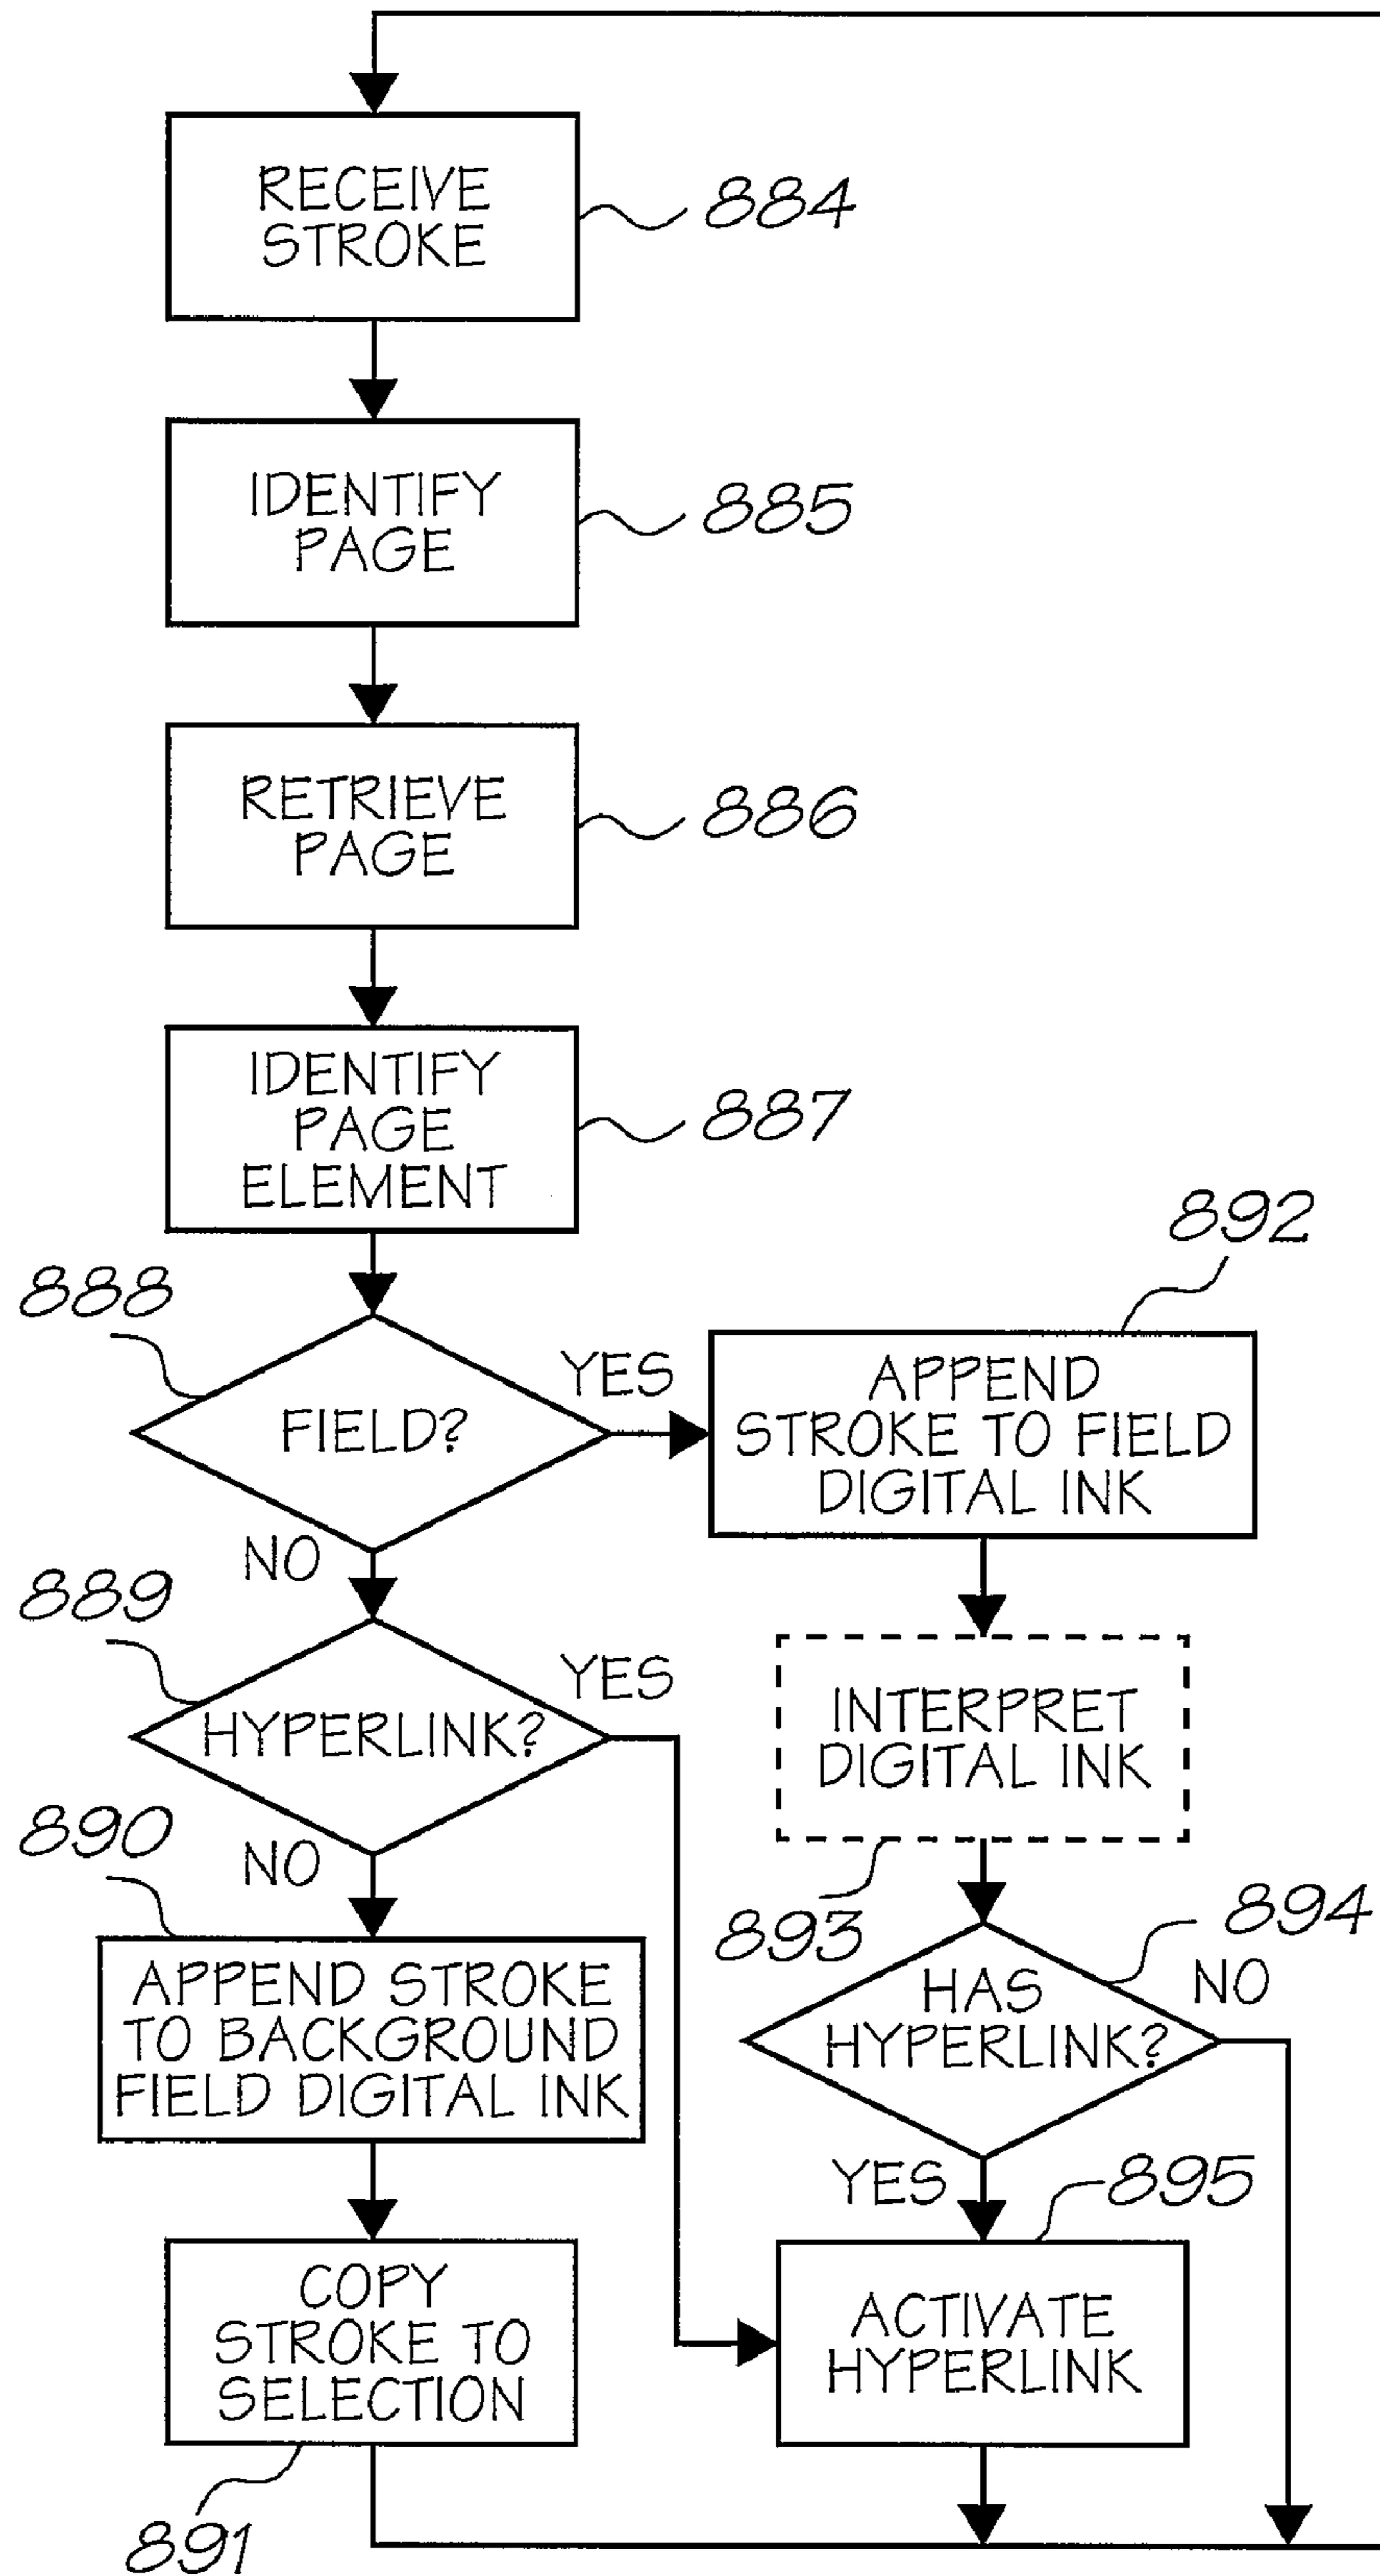 RECEIVE
STROKE
884
IDENTIFY
PAGE
885
RETRIEVE
PAGE
886
IDENTIFY
PAGE
ELEMENT
887
888
FIELD?
YES
NO
892
APPEND
STROKE TO FIELD
DIGITAL INK
889
HYPERLINK?
YES
NO
INTERPRET
DIGITAL INK
893
890
APPEND STROKE
TO BACKGROUND
FIELD DIGITAL INK
894
HAS
HYPERLINK?
NO
YES
895
COPY
STROKE TO
SELECTION
891
ACTIVATE
HYPERLINK